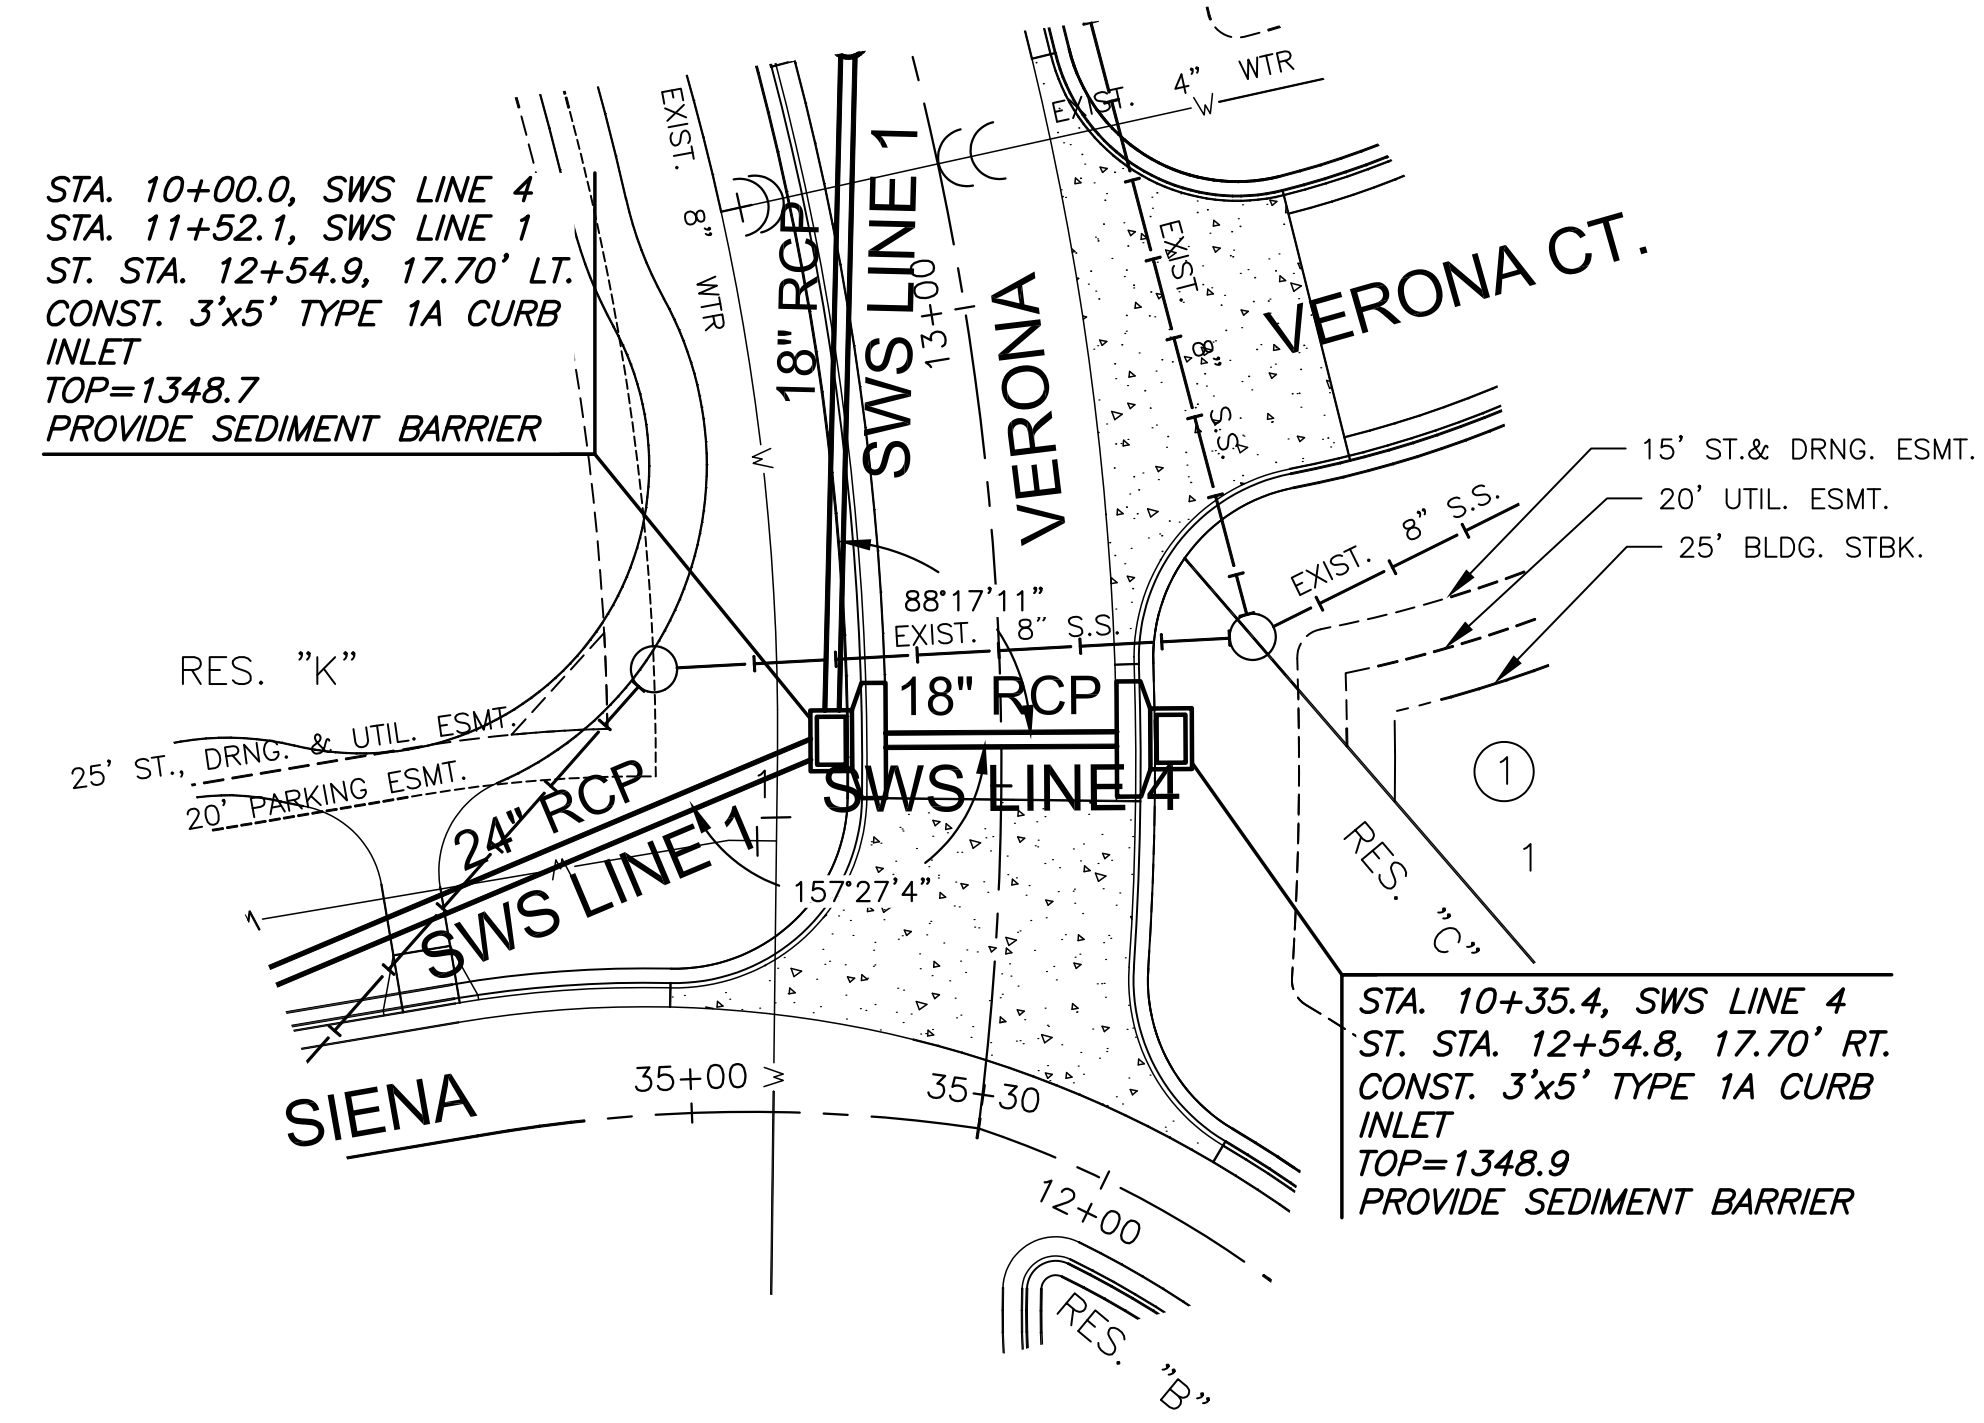 STA. 10+00.0, SWS LINE 4
STA. 11+52.1, SWS LINE 1
ST. STA. 12+54.9, 17.70' LT.
CONST. 3'x5' TYPE 1A CURB
INLET
TOP=1348.7
PROVIDE SEDIMENT BARRIER
EXIST. 8" WTR
W
18" RCP
SWS LINE 1
13+00
VERONA
EXIST. 4" WTR
W
EXIST. 8" S.S.
VERONA CT.
15' ST.& DRNG. ESMT.
20' UTIL. ESMT.
25' BLDG. STBK.
EXIST. 8" S.S.
88°17'11"
EXIST. 8" S.S.
18" RCP
SWS LINE 4
RES. "K"
25' ST., DRNG. & UTIL. ESMT.
20' PARKING ESMT.
24" RCP
SWS LINE 1
1
W
157°27'4"
1
1
RES. "C"
STA. 10+35.4, SWS LINE 4
ST. STA. 12+54.8, 17.70' RT.
CONST. 3'x5' TYPE 1A CURB
INLET
TOP=1348.9
PROVIDE SEDIMENT BARRIER
SIENA
35+00
W
35+30
12+00
RES. "B"